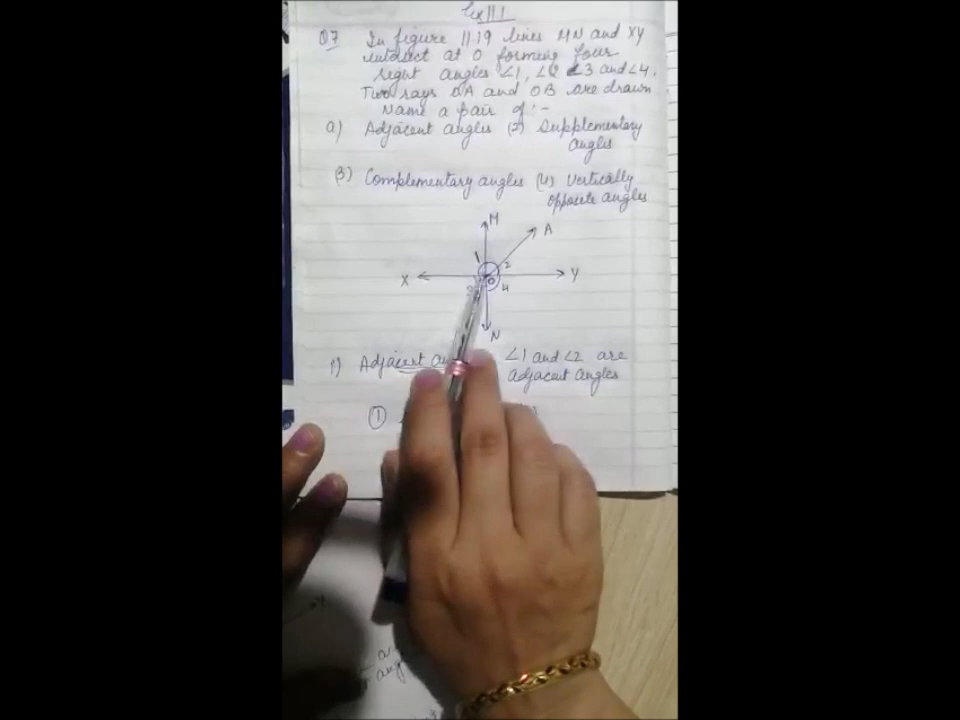 Ex 11.1
Q7 In figure 11.19 lines MN and XY
intersect at O forming four
right angles ∠1, ∠2 ∠3 and ∠4.
Two rays OA and OB are drawn
Name a pair of :-
a) Adjacent angles (2) Supplementary
angles
(3) Complementary angles (4) Vertically
opposite angles
M
A
1
2
X
O
Y
3
4
N
1) Adjacent ∠1 and ∠2 are
adjacent angles
①